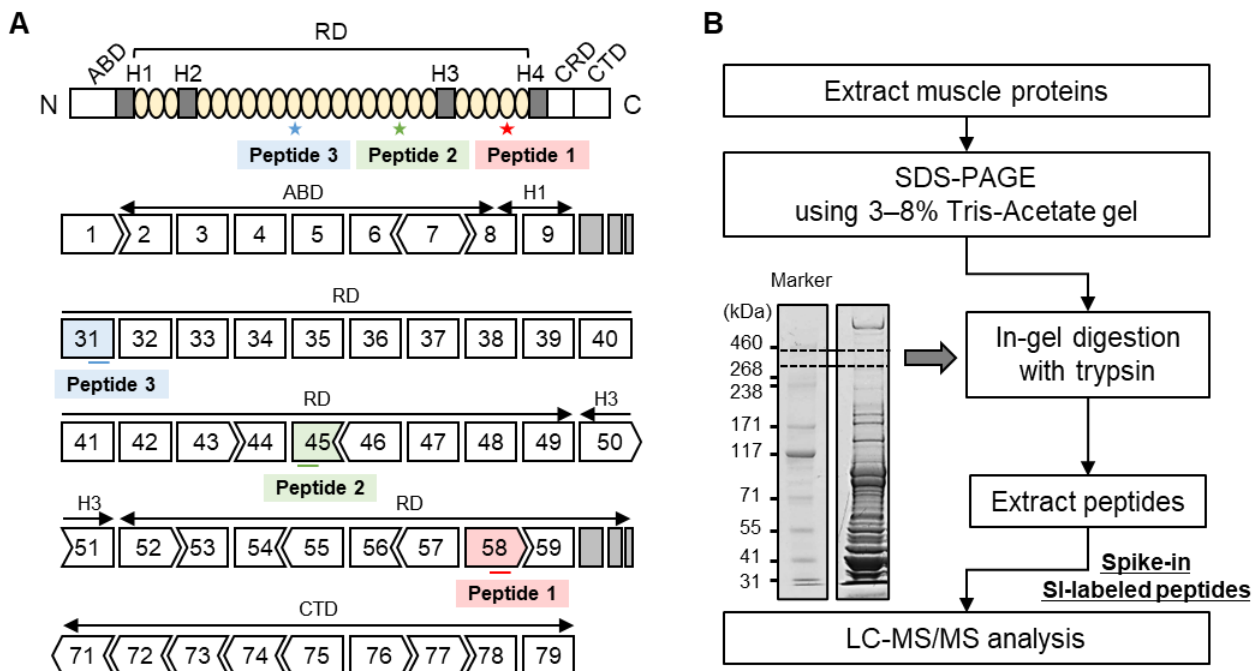 A
RD
ABD
H1
H2
H3
H4
CRD
CTD
N
C
Peptide 3
Peptide 2
Peptide 1
ABD
H1
1 2 3 4 5 6 7 8 9
RD
31 32 33 34 35 36 37 38 39 40
Peptide 3
RD
H3
41 42 43 44 45 46 47 48 49 50
Peptide 2
H3
RD
51 52 53 54 55 56 57 58 59
Peptide 1
CTD
71 72 73 74 75 76 77 78 79
B
Extract muscle proteins
SDS-PAGE
using 3–8% Tris-Acetate gel
Marker
(kDa)
460
268
238
171
117
71
55
41
31
In-gel digestion
with trypsin
Extract peptides
Spike-in
SI-labeled peptides
LC-MS/MS analysis